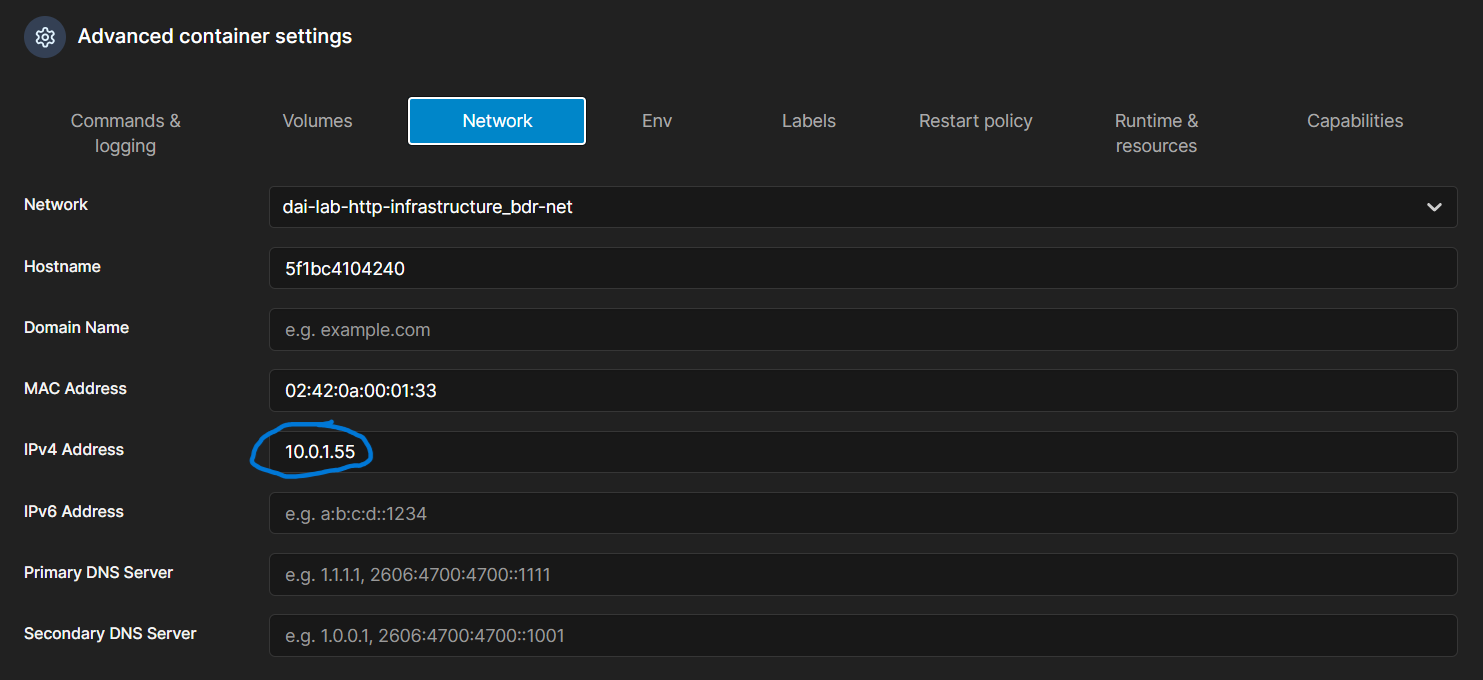 Advanced container settings
Commands &
logging
Volumes
Network
Env
Labels
Restart policy
Runtime &
resources
Capabilities
Network
dai-lab-http-infrastructure_bdr-net
Hostname
5f1bc4104240
Domain Name
e.g. example.com
MAC Address
02:42:0a:00:01:33
IPv4 Address
10.0.1.55
IPv6 Address
e.g. a:b:c:d::1234
Primary DNS Server
e.g. 1.1.1.1, 2606:4700:4700::1111
Secondary DNS Server
e.g. 1.0.0.1, 2606:4700:4700::1001